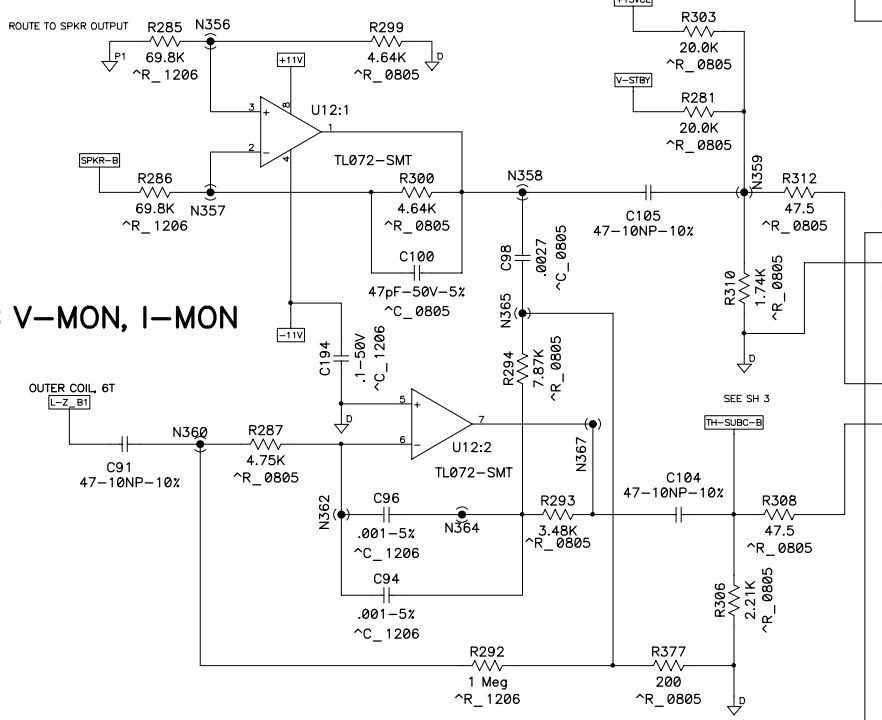 +15VCL
R303
20.0K
^R_0805
ROUTE TO SPKR OUTPUT
R285
69.8K
^R_1206
N356
P1
R299
4.64K
^R_0805
D
+11V
V-STBY
R281
20.0K
^R_0805
3
+
2
-
8
4
1
U12:1
TL072-SMT
SPKR-B
R286
69.8K
^R_1206
N357
R300
4.64K
^R_0805
N358
C105
47-10NP-10%
N359
R312
47.5
^R_0805
C100
47pF-50V-5%
^C_0805
C98
.0027
^C_0805
R310
1.74K
^R_0805
D
V-MON, I-MON
-11V
N365
C194
.1-50V
^C_1206
R294
7.87K
^R_0805
D
OUTER COIL, 6T
L-Z_B1
C91
47-10NP-10%
N360
R287
4.75K
^R_0805
5
+
6
-
7
U12:2
TL072-SMT
N367
SEE SH 3
TH-SUBC-B
N362
C96
.001-5%
^C_1206
N364
R293
3.48K
^R_0805
C104
47-10NP-10%
R308
47.5
^R_0805
C94
.001-5%
^C_1206
R306
2.21K
^R_0805
R292
1 Meg
^R_1206
R377
200
^R_0805
D